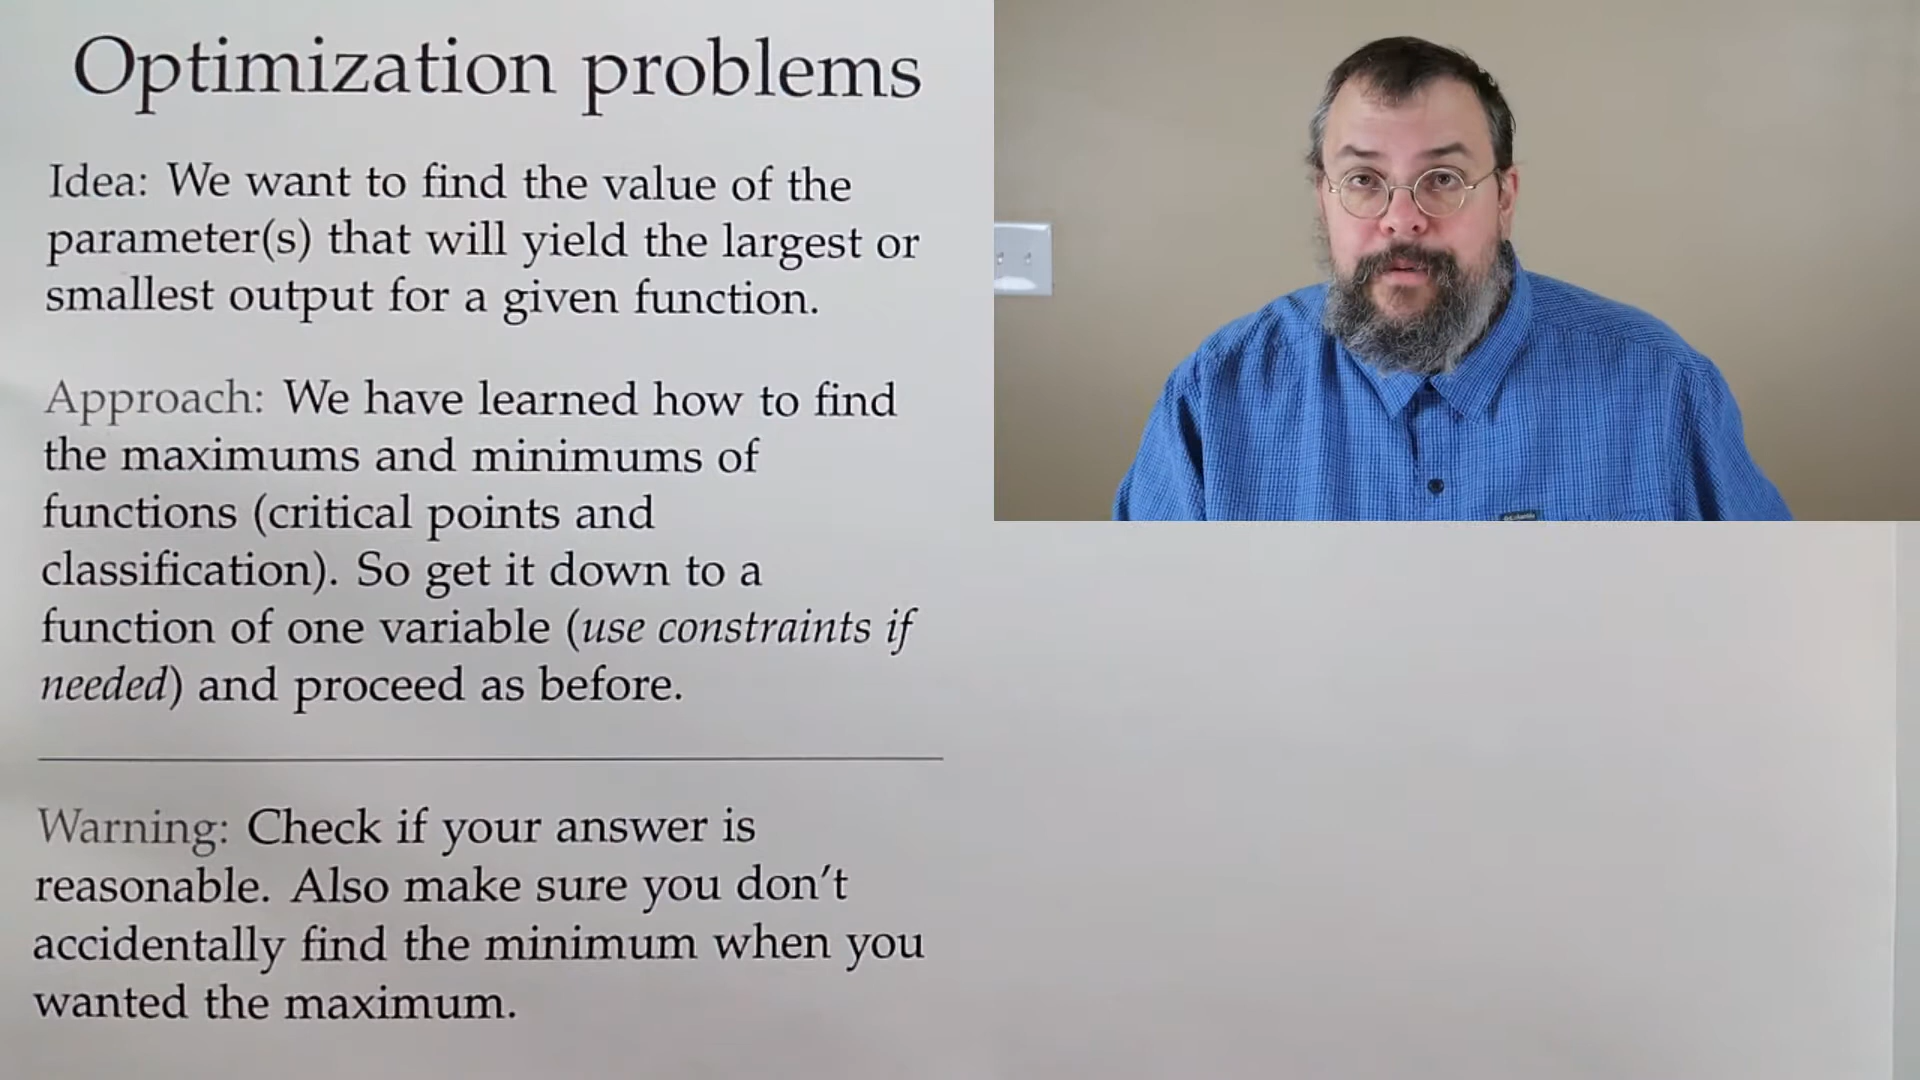 Optimization problems
Idea: We want to find the value of the
parameter(s) that will yield the largest or
smallest output for a given function.
Approach: We have learned how to find
the maximums and minimums of
functions (critical points and
classification). So get it down to a
function of one variable (use constraints if
needed) and proceed as before.
Warning: Check if your answer is
reasonable. Also make sure you don't
accidentally find the minimum when you
wanted the maximum.